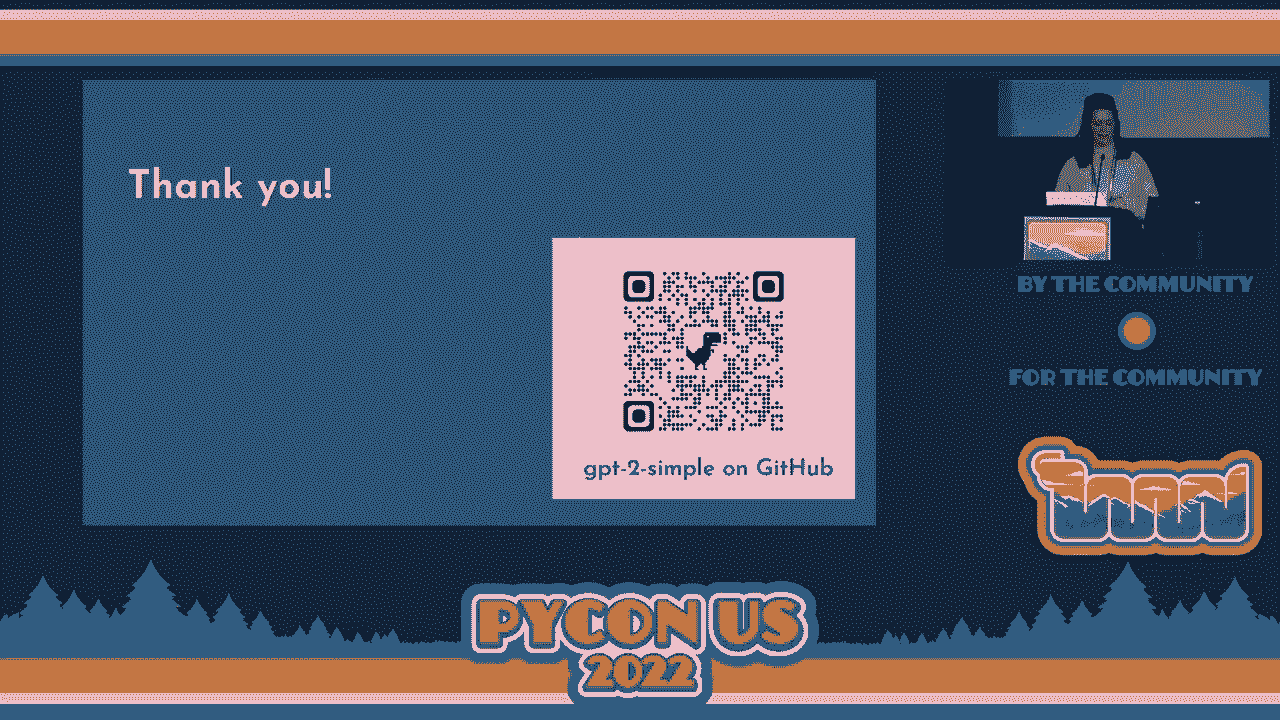 Thank you!
gpt-2-simple on GitHub
BY THE COMMUNITY
FOR THE COMMUNITY
PYCON US
2022